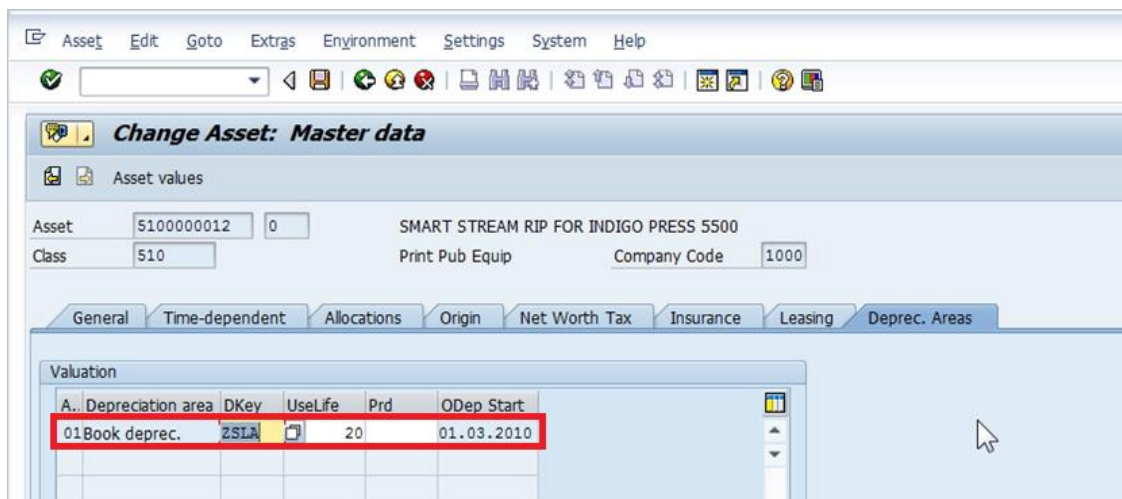 Asset Edit Goto Extras Environment Settings System Help
Change Asset: Master data
Asset values
Asset 5100000012 0 SMART STREAM RIP FOR INDIGO PRESS 5500
Class 510 Print Pub Equip Company Code 1000
General Time-dependent Allocations Origin Net Worth Tax Insurance Leasing Deprec. Areas
Valuation
A.. Depreciation area DKey UseLife Prd ODep Start
01 Book deprec. ZSLA 20 01.03.2010